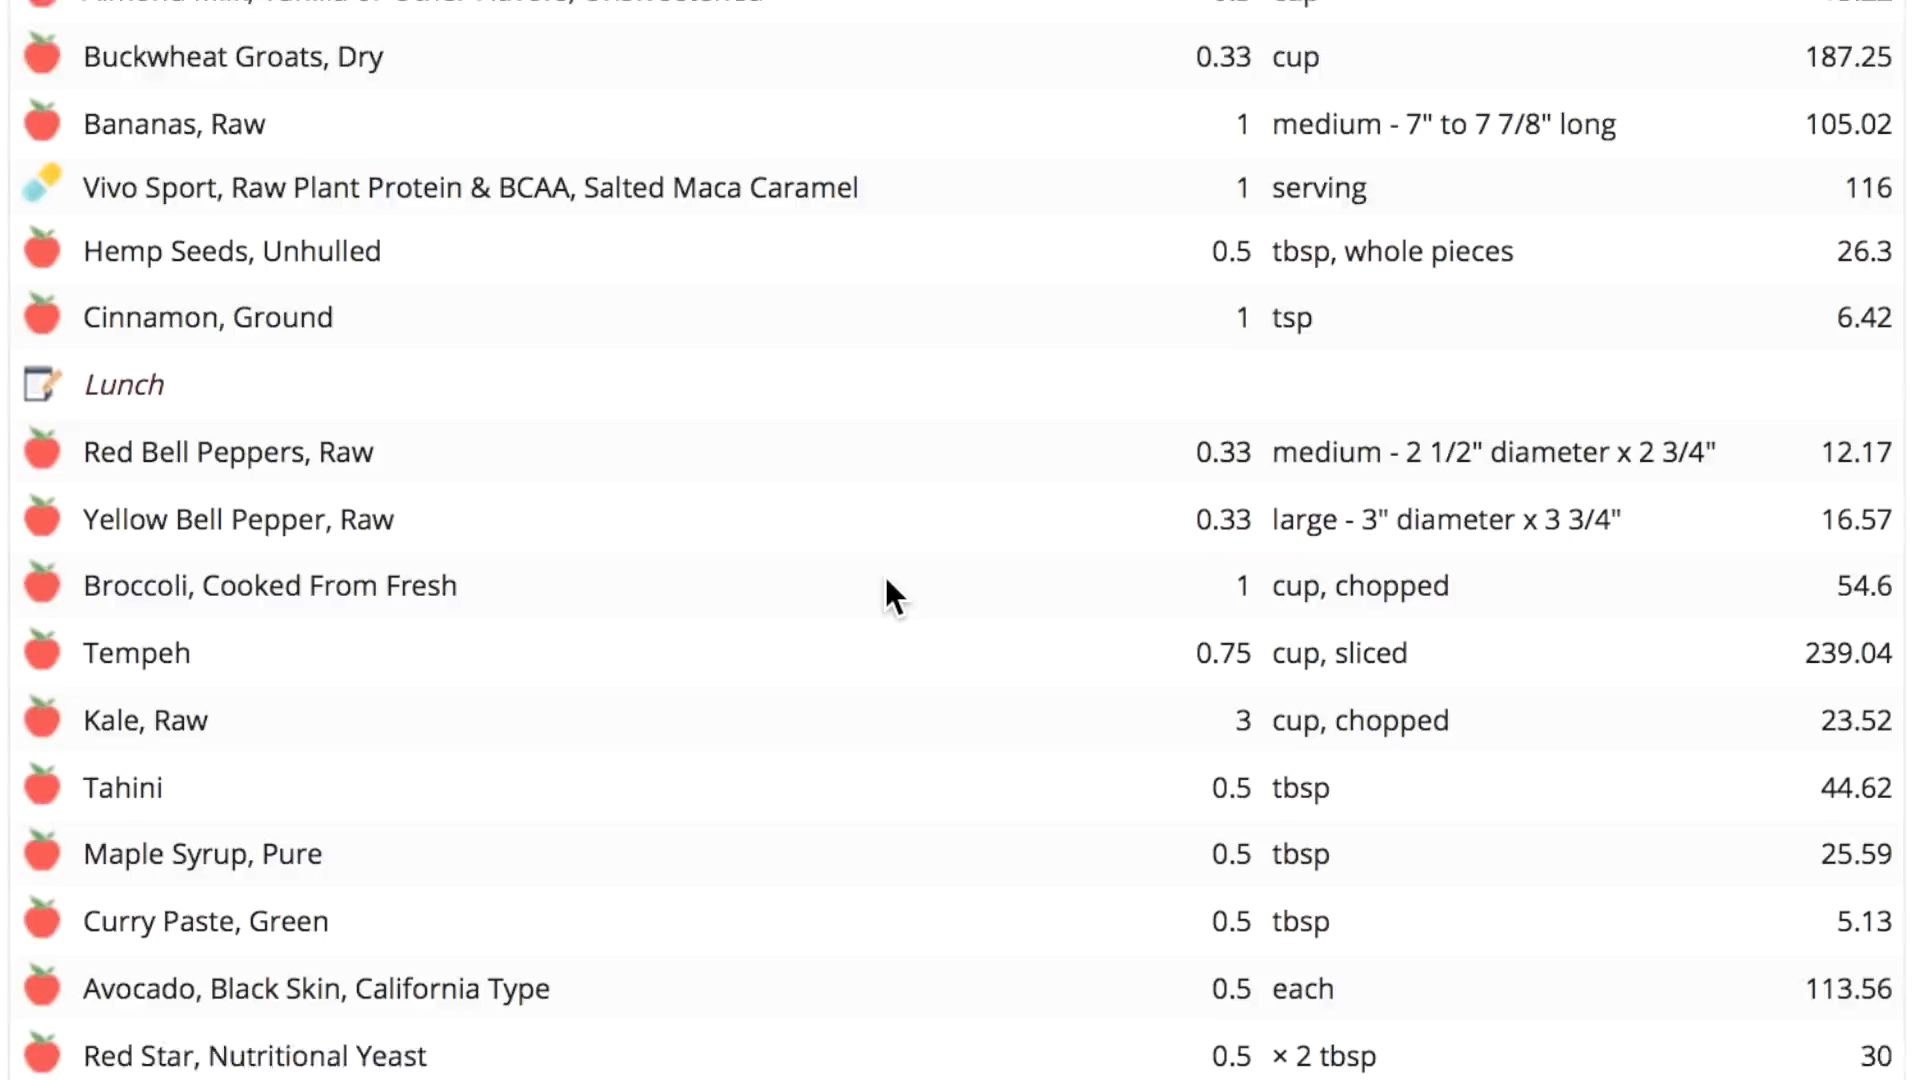 Buckwheat Groats, Dry 0.33 cup 187.25
Bananas, Raw 1 medium - 7" to 7 7/8" long 105.02
Vivo Sport, Raw Plant Protein & BCAA, Salted Maca Caramel 1 serving 116
Hemp Seeds, Unhulled 0.5 tbsp, whole pieces 26.3
Cinnamon, Ground 1 tsp 6.42
Lunch
Red Bell Peppers, Raw 0.33 medium - 2 1/2" diameter x 2 3/4" 12.17
Yellow Bell Pepper, Raw 0.33 large - 3" diameter x 3 3/4" 16.57
Broccoli, Cooked From Fresh 1 cup, chopped 54.6
Tempeh 0.75 cup, sliced 239.04
Kale, Raw 3 cup, chopped 23.52
Tahini 0.5 tbsp 44.62
Maple Syrup, Pure 0.5 tbsp 25.59
Curry Paste, Green 0.5 tbsp 5.13
Avocado, Black Skin, California Type 0.5 each 113.56
Red Star, Nutritional Yeast 0.5 × 2 tbsp 30